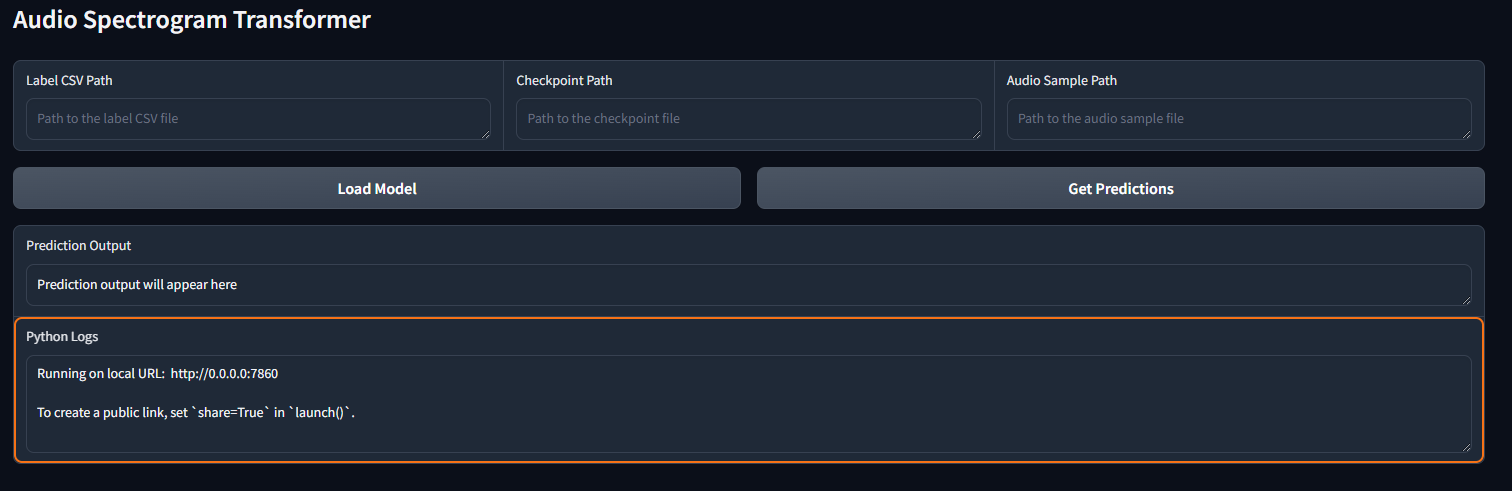 Audio Spectrogram Transformer
Label CSV Path
Checkpoint Path
Audio Sample Path
Path to the label CSV file
Path to the checkpoint file
Path to the audio sample file
Load Model
Get Predictions
Prediction Output
Prediction output will appear here
Python Logs
Running on local URL:  http://0.0.0.0:7860
To create a public link, set `share=True` in `launch()`.